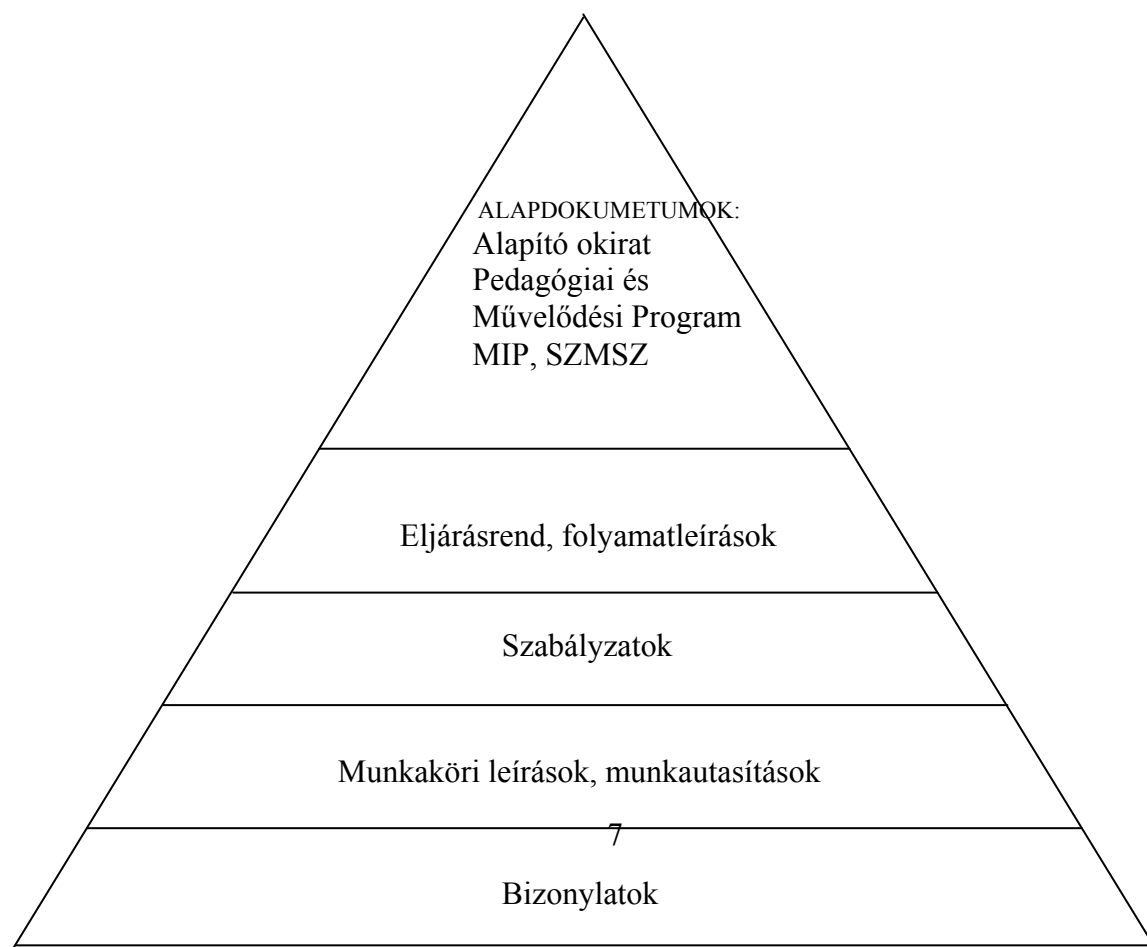 ALAPDOKUMETUMOK:
Alapító okirat
Pedagógiai és
Művelődési Program
MIP, SZMSZ
Eljárásrend, folyamatleírások
Szabályzatok
Munkaköri leírások, munkautasítások
7
Bizonylatok